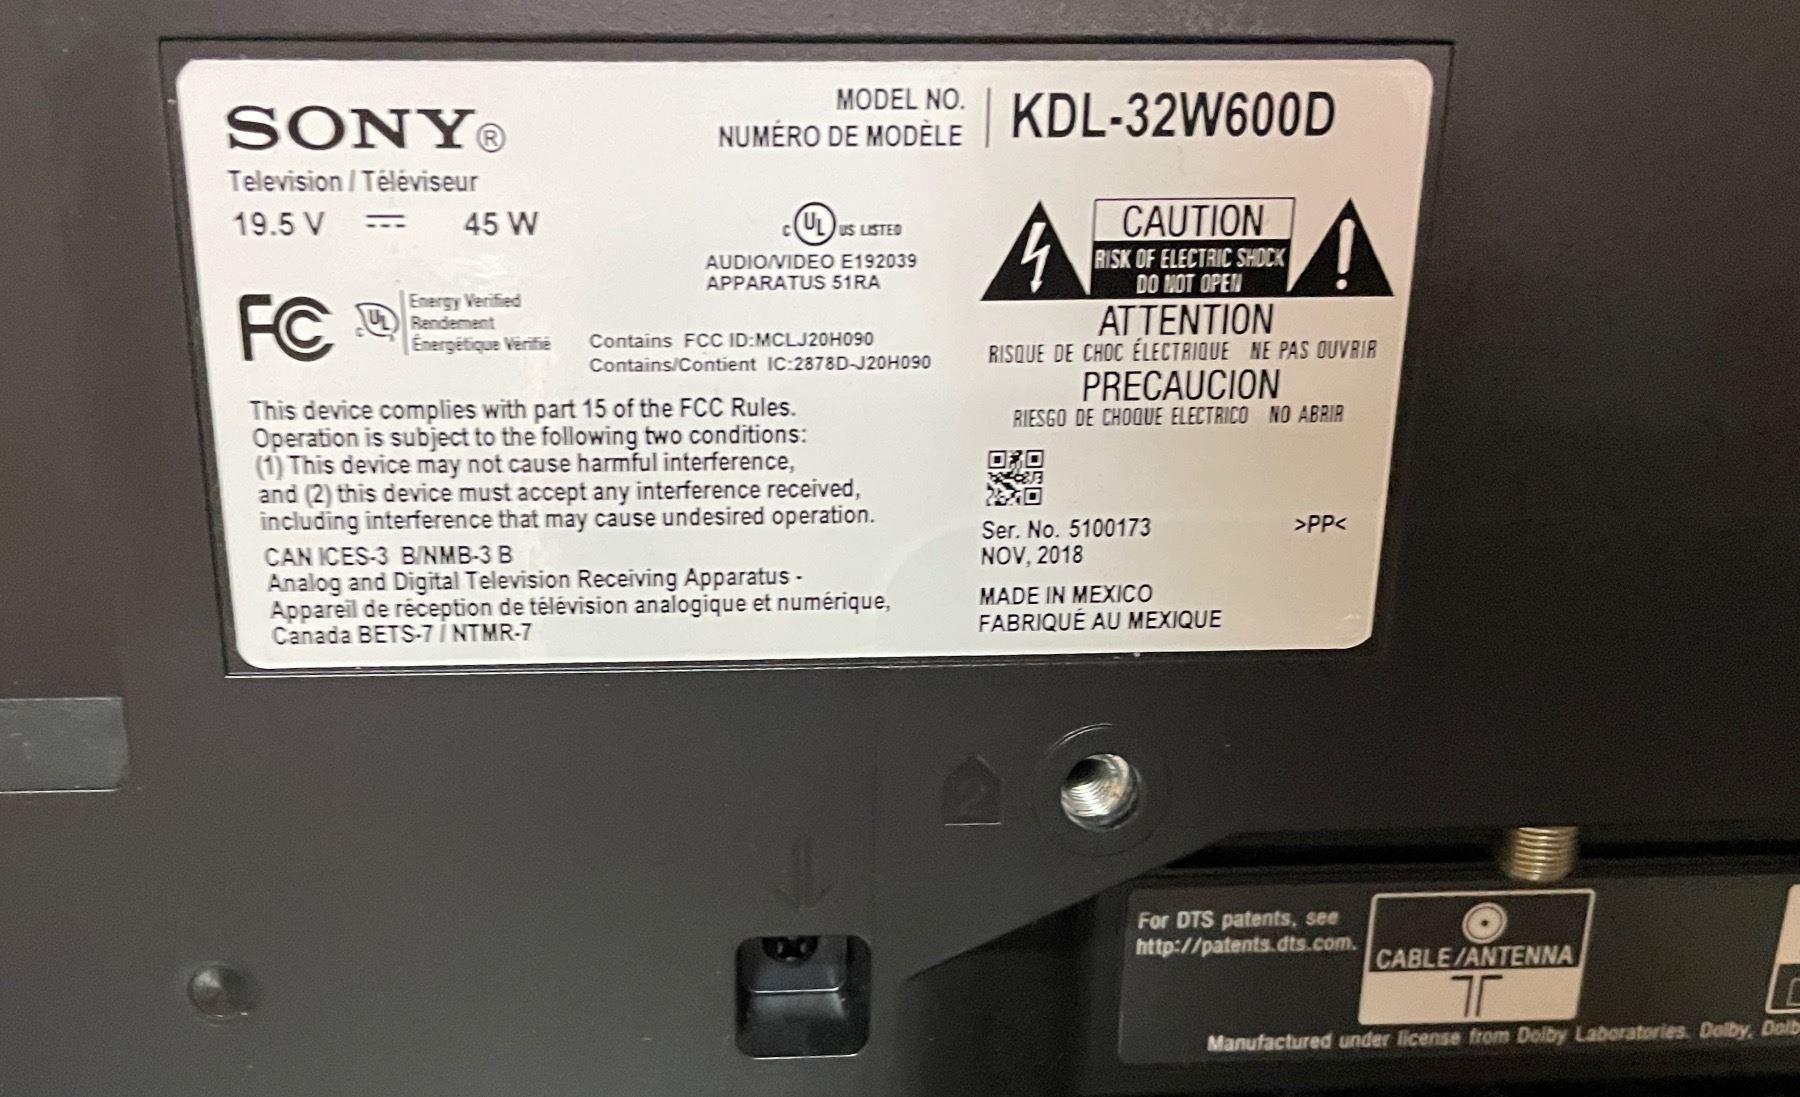 SONY®
MODEL NO.
NUMÉRO DE MODÈLE
KDL-32W600D
Television / Téléviseur
19.5 V 45 W
c UL US LISTED
AUDIO/VIDEO E192039
APPARATUS 51RA
FC
c UL
Energy Verified
Rendement
Énergétique Vérifié
Contains FCC ID:MCLJ20H090
Contains/Contient IC:2878D-J20H090
This device complies with part 15 of the FCC Rules.
Operation is subject to the following two conditions:
(1) This device may not cause harmful interference,
and (2) this device must accept any interference received,
including interference that may cause undesired operation.
CAN ICES-3 B/NMB-3 B
Analog and Digital Television Receiving Apparatus -
Appareil de réception de télévision analogique et numérique,
Canada BETS-7 / NTMR-7
CAUTION
RISK OF ELECTRIC SHOCK
DO NOT OPEN
ATTENTION
RISQUE DE CHOC ÉLECTRIQUE NE PAS OUVRIR
PRECAUCION
RIESGO DE CHOQUE ELECTRICO NO ABRIR
Ser. No. 5100173
>PP<
NOV, 2018
MADE IN MEXICO
FABRIQUÉ AU MEXIQUE
2
For DTS patents, see
http://patents.dts.com.
CABLE/ANTENNA
Manufactured under license from Dolby Laboratories. Dolby, Dolb